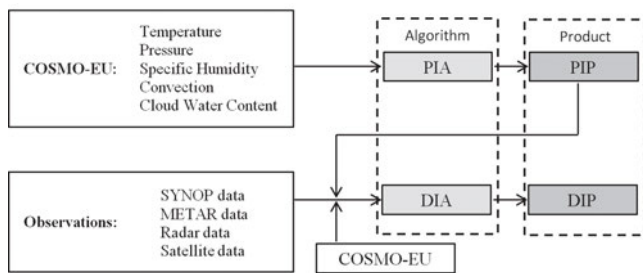 Algorithm
Product
COSMO-EU:
Temperature
Pressure
Specific Humidity
Convection
Cloud Water Content
PIA
PIP
Observations:
SYNOP data
METAR data
Radar data
Satellite data
DIA
DIP
COSMO-EU